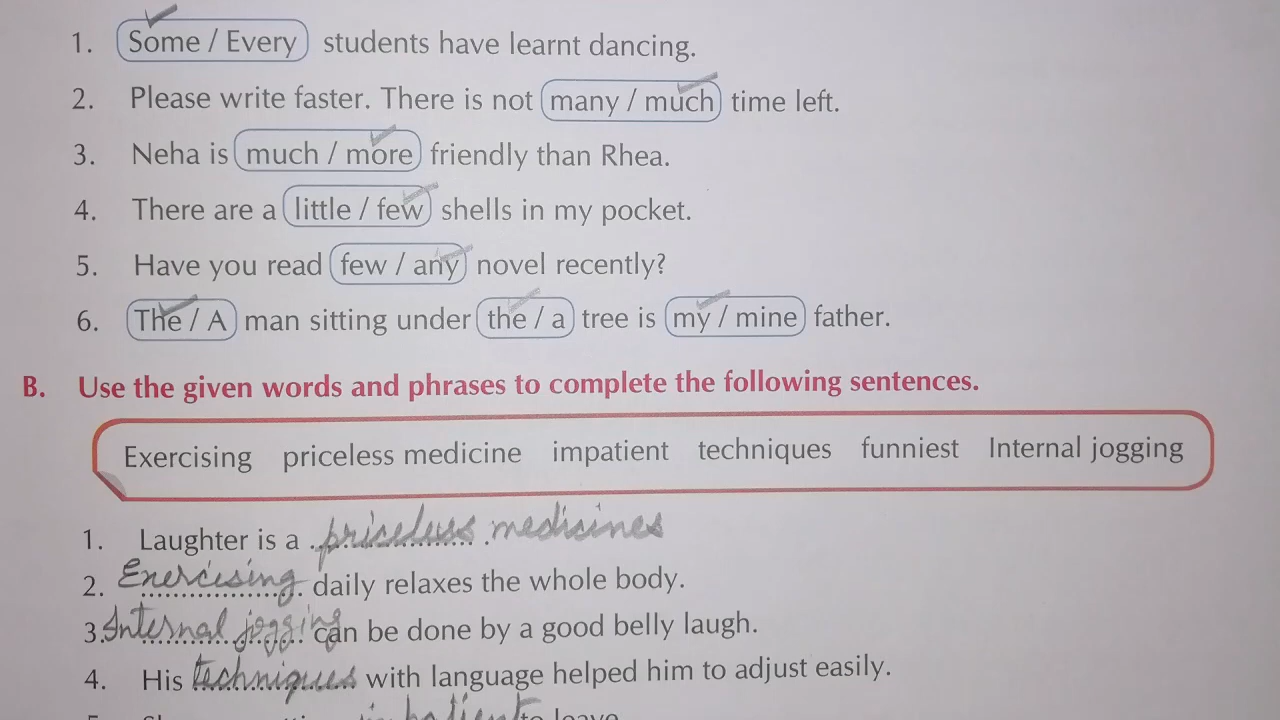 1. Some / Every students have learnt dancing.
2. Please write faster. There is not many / much time left.
3. Neha is much / more friendly than Rhea.
4. There are a little / few shells in my pocket.
5. Have you read few / any novel recently?
6. The / A man sitting under the / a tree is my / mine father.
B. Use the given words and phrases to complete the following sentences.
Exercising priceless medicine impatient techniques funniest Internal jogging
1. Laughter is a priceless medicines
2. Exercising daily relaxes the whole body.
3. Internal jogging can be done by a good belly laugh.
4. His techniques with language helped him to adjust easily.
to leave